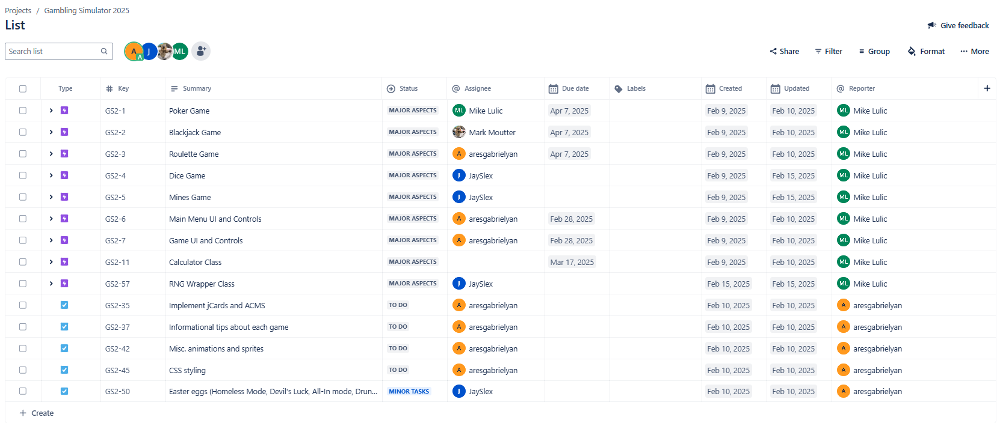 Projects / Gambling Simulator 2025
List
Give feedback
Search list A A J ML Share Filter Group Format More
Type Key Summary Status Assignee Due date Labels Created Updated Reporter
GS2-1 Poker Game MAJOR ASPECTS ML Mike Lulic Apr 7, 2025 Feb 9, 2025 Feb 10, 2025 ML Mike Lulic
GS2-2 Blackjack Game MAJOR ASPECTS Mark Moutter Apr 7, 2025 Feb 9, 2025 Feb 10, 2025 ML Mike Lulic
GS2-3 Roulette Game MAJOR ASPECTS A aresgabrielyan Apr 7, 2025 Feb 9, 2025 Feb 10, 2025 ML Mike Lulic
GS2-4 Dice Game MAJOR ASPECTS J JaySlex Feb 9, 2025 Feb 15, 2025 ML Mike Lulic
GS2-5 Mines Game MAJOR ASPECTS J JaySlex Feb 9, 2025 Feb 15, 2025 ML Mike Lulic
GS2-6 Main Menu UI and Controls MAJOR ASPECTS A aresgabrielyan Feb 28, 2025 Feb 9, 2025 Feb 10, 2025 ML Mike Lulic
GS2-7 Game UI and Controls MAJOR ASPECTS A aresgabrielyan Feb 28, 2025 Feb 9, 2025 Feb 10, 2025 ML Mike Lulic
GS2-11 Calculator Class MAJOR ASPECTS Mar 17, 2025 Feb 9, 2025 Feb 10, 2025 ML Mike Lulic
GS2-57 RNG Wrapper Class MAJOR ASPECTS J JaySlex Feb 15, 2025 Feb 15, 2025 ML Mike Lulic
GS2-35 Implement jCards and ACMS TO DO A aresgabrielyan Feb 10, 2025 Feb 10, 2025 A aresgabrielyan
GS2-37 Informational tips about each game TO DO A aresgabrielyan Feb 10, 2025 Feb 10, 2025 A aresgabrielyan
GS2-42 Misc. animations and sprites TO DO A aresgabrielyan Feb 10, 2025 Feb 10, 2025 A aresgabrielyan
GS2-45 CSS styling TO DO A aresgabrielyan Feb 10, 2025 Feb 10, 2025 A aresgabrielyan
GS2-50 Easter eggs (Homeless Mode, Devil's Luck, All-In mode, Drun... MINOR TASKS J JaySlex Feb 10, 2025 Feb 10, 2025 A aresgabrielyan
+ Create